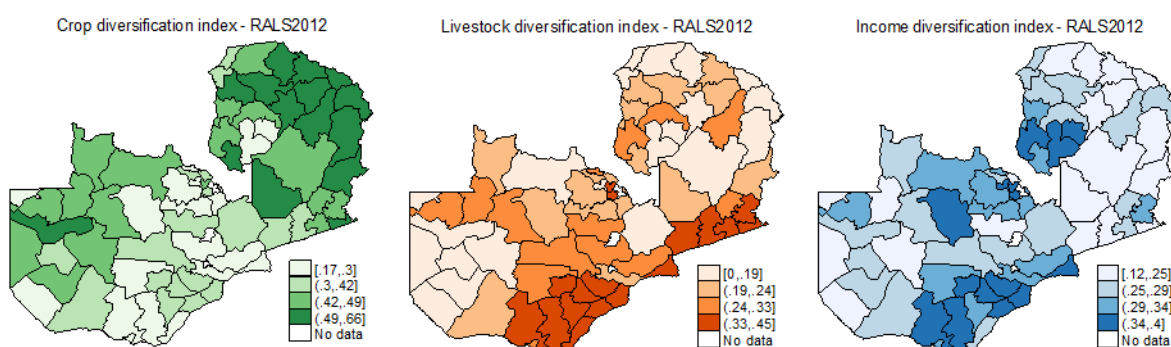 Crop diversification index - RALS2012
[.17,.3]
(.3,.42]
(.42,.49]
(.49,.66]
No data
Livestock diversification index - RALS2012
[0,.19]
(.19,.24]
(.24,.33]
(.33,.45]
No data
Income diversification index - RALS2012
[.12,.25]
(.25,.29]
(.29,.34]
(.34,.4]
No data